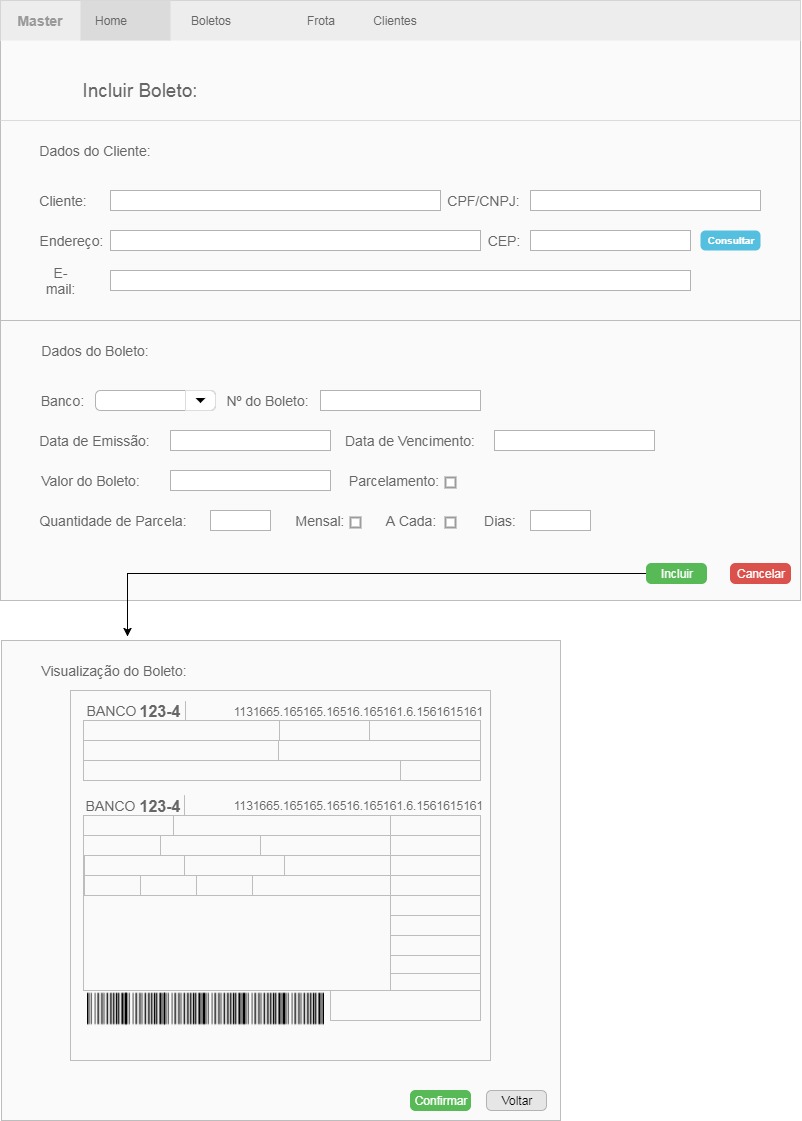 Master Home Boletos Frota Clientes
Incluir Boleto:
Dados do Cliente:
Cliente: CPF/CNPJ:
Endereço: CEP: Consultar
E-
mail:
Dados do Boleto:
Banco: Nº do Boleto:
Data de Emissão: Data de Vencimento:
Valor do Boleto: Parcelamento:
Quantidade de Parcela: Mensal: A Cada: Dias:
Incluir Cancelar
Visualização do Boleto:
BANCO 123-4 1131665.165165.16516.165161.6.1561615161
BANCO 123-4 1131665.165165.16516.165161.6.1561615161
Confirmar Voltar